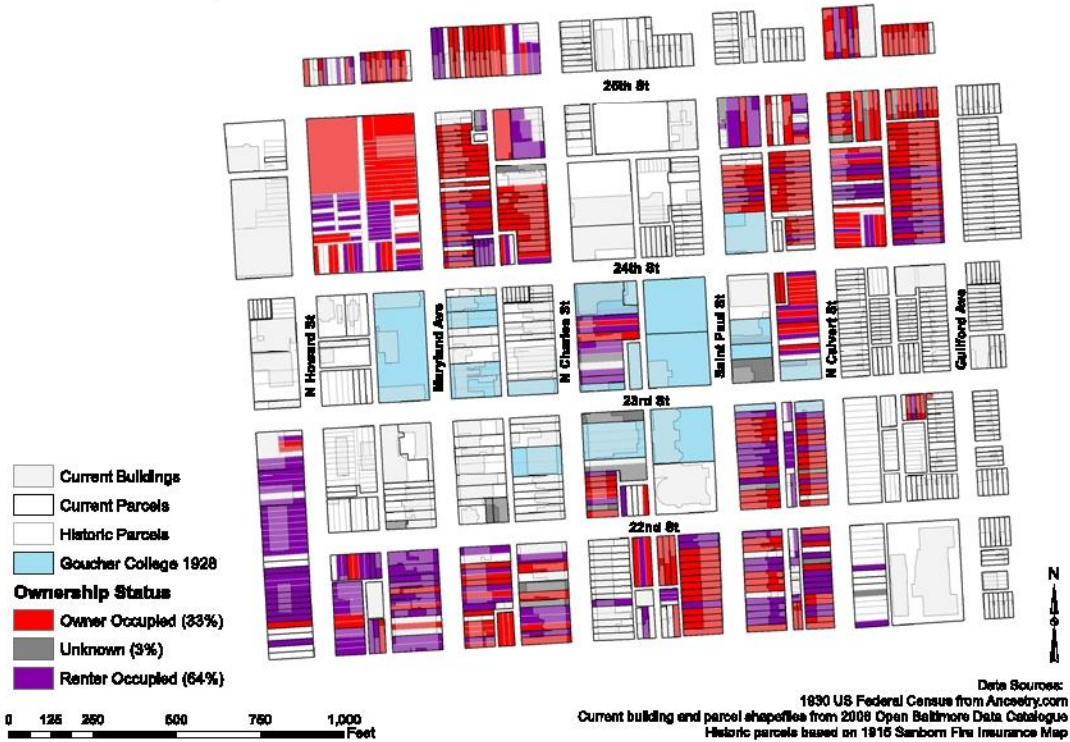 25th St
24th St
N Howard St
Maryland Ave
N Charles St
Saint Paul St
N Calvert St
Guilford Ave
23rd St
22nd St
Current Buildings
Current Parcels
Historic Parcels
Goucher College 1928
Ownership Status
Owner Occupied (33%)
Unknown (3%)
Renter Occupied (64%)
0 125 250 500 750 1,000
Feet
N
Data Sources:
1930 US Federal Census from Ancestry.com
Current building and parcel shapefiles from 2008 Open Baltimore Data Catalogue
Historic parcels based on 1915 Sanborn Fire Insurance Map